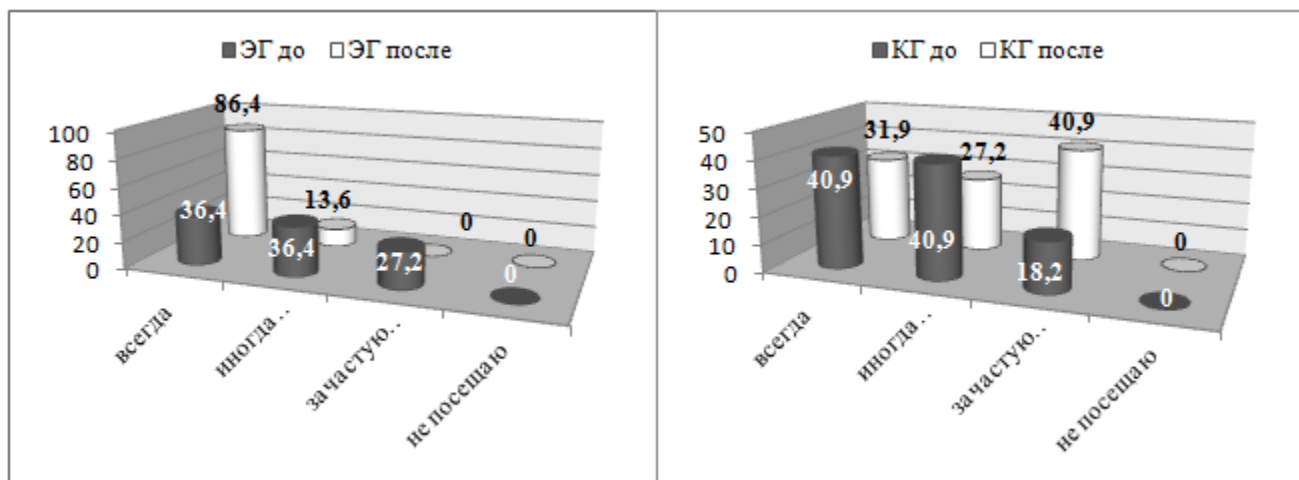 ЭГ до ЭГ после
100
80
60
40
20
0
86,4
36,4
13,6
36,4
0
27,2
0
0
всегда
иногда..
зачастую..
не посещаю
КГ до КГ после
50
40
30
20
10
0
31,9
40,9
27,2
40,9
40,9
18,2
0
0
всегда
иногда..
зачастую..
не посещаю